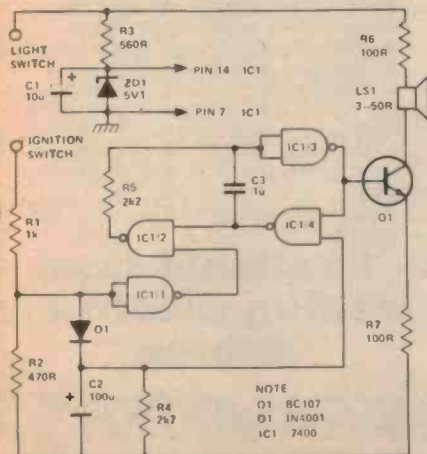 LIGHT
SWITCH
R3
560R
C1
10u
+
ZD1
5V1
PIN 14 IC1
PIN 7 IC1
R6
100R
LS1
3–50R
IGNITION
SWITCH
R1
1k
R5
2k2
C3
1u
IC1/3
Q1
IC1/2
IC1/4
IC1/1
R2
470R
D1
+
C2
100u
R4
2k7
R7
100R
NOTE
Q1 BC107
D1 IN4001
IC1 7400